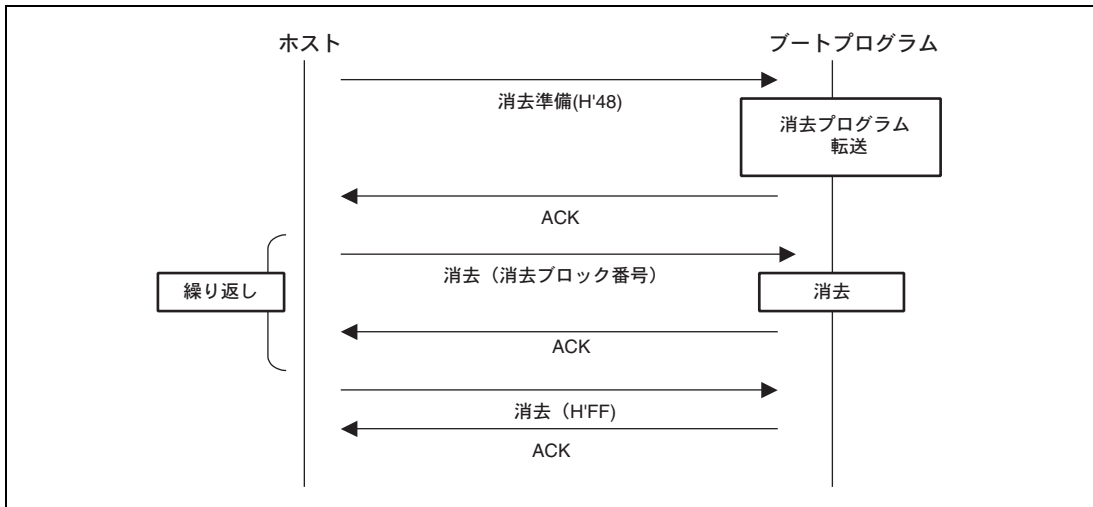 ホスト
ブートプログラム
消去準備(H'48)
消去プログラム
転送
ACK
消去（消去ブロック番号）
繰り返し
消去
ACK
消去（H'FF)
ACK